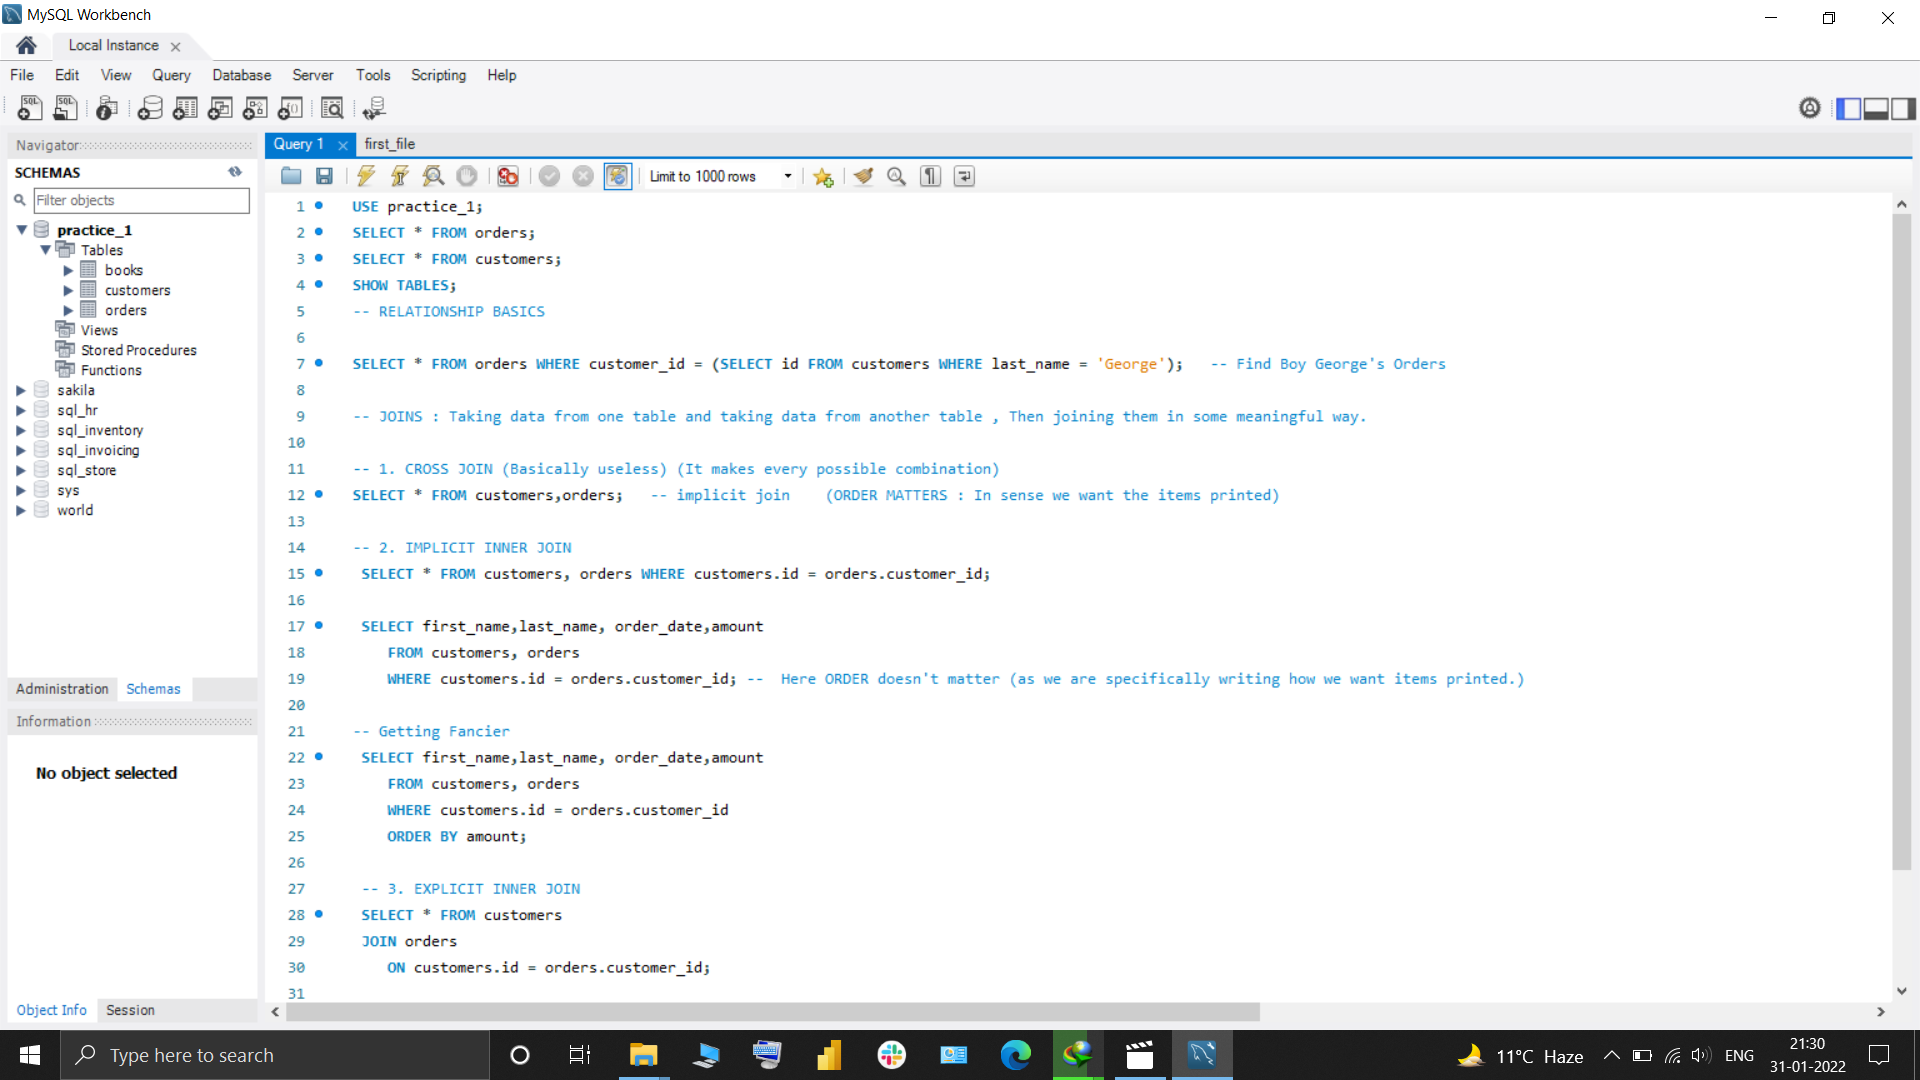 MySQL Workbench
Local Instance
File Edit View Query Database Server Tools Scripting Help
Navigator
SCHEMAS
Filter objects
practice_1
Tables
books
customers
orders
Views
Stored Procedures
Functions
sakila
sql_hr
sql_inventory
sql_invoicing
sql_store
sys
world
Administration Schemas
Information
No object selected
Object Info Session
Query 1 first_file
Limit to 1000 rows
1 USE practice_1;
2 SELECT * FROM orders;
3 SELECT * FROM customers;
4 SHOW TABLES;
5 -- RELATIONSHIP BASICS
6
7 SELECT * FROM orders WHERE customer_id = (SELECT id FROM customers WHERE last_name = 'George'); -- Find Boy George's Orders
8
9 -- JOINS : Taking data from one table and taking data from another table , Then joining them in some meaningful way.
10
11 -- 1. CROSS JOIN (Basically useless) (It makes every possible combination)
12 SELECT * FROM customers,orders; -- implicit join (ORDER MATTERS : In sense we want the items printed)
13
14 -- 2. IMPLICIT INNER JOIN
15 SELECT * FROM customers, orders WHERE customers.id = orders.customer_id;
16
17 SELECT first_name,last_name, order_date,amount
18 FROM customers, orders
19 WHERE customers.id = orders.customer_id; -- Here ORDER doesn't matter (as we are specifically writing how we want items printed.)
20
21 -- Getting Fancier
22 SELECT first_name,last_name, order_date,amount
23 FROM customers, orders
24 WHERE customers.id = orders.customer_id
25 ORDER BY amount;
26
27 -- 3. EXPLICIT INNER JOIN
28 SELECT * FROM customers
29 JOIN orders
30 ON customers.id = orders.customer_id;
31
Type here to search
11°C Haze
ENG
21:30
31-01-2022